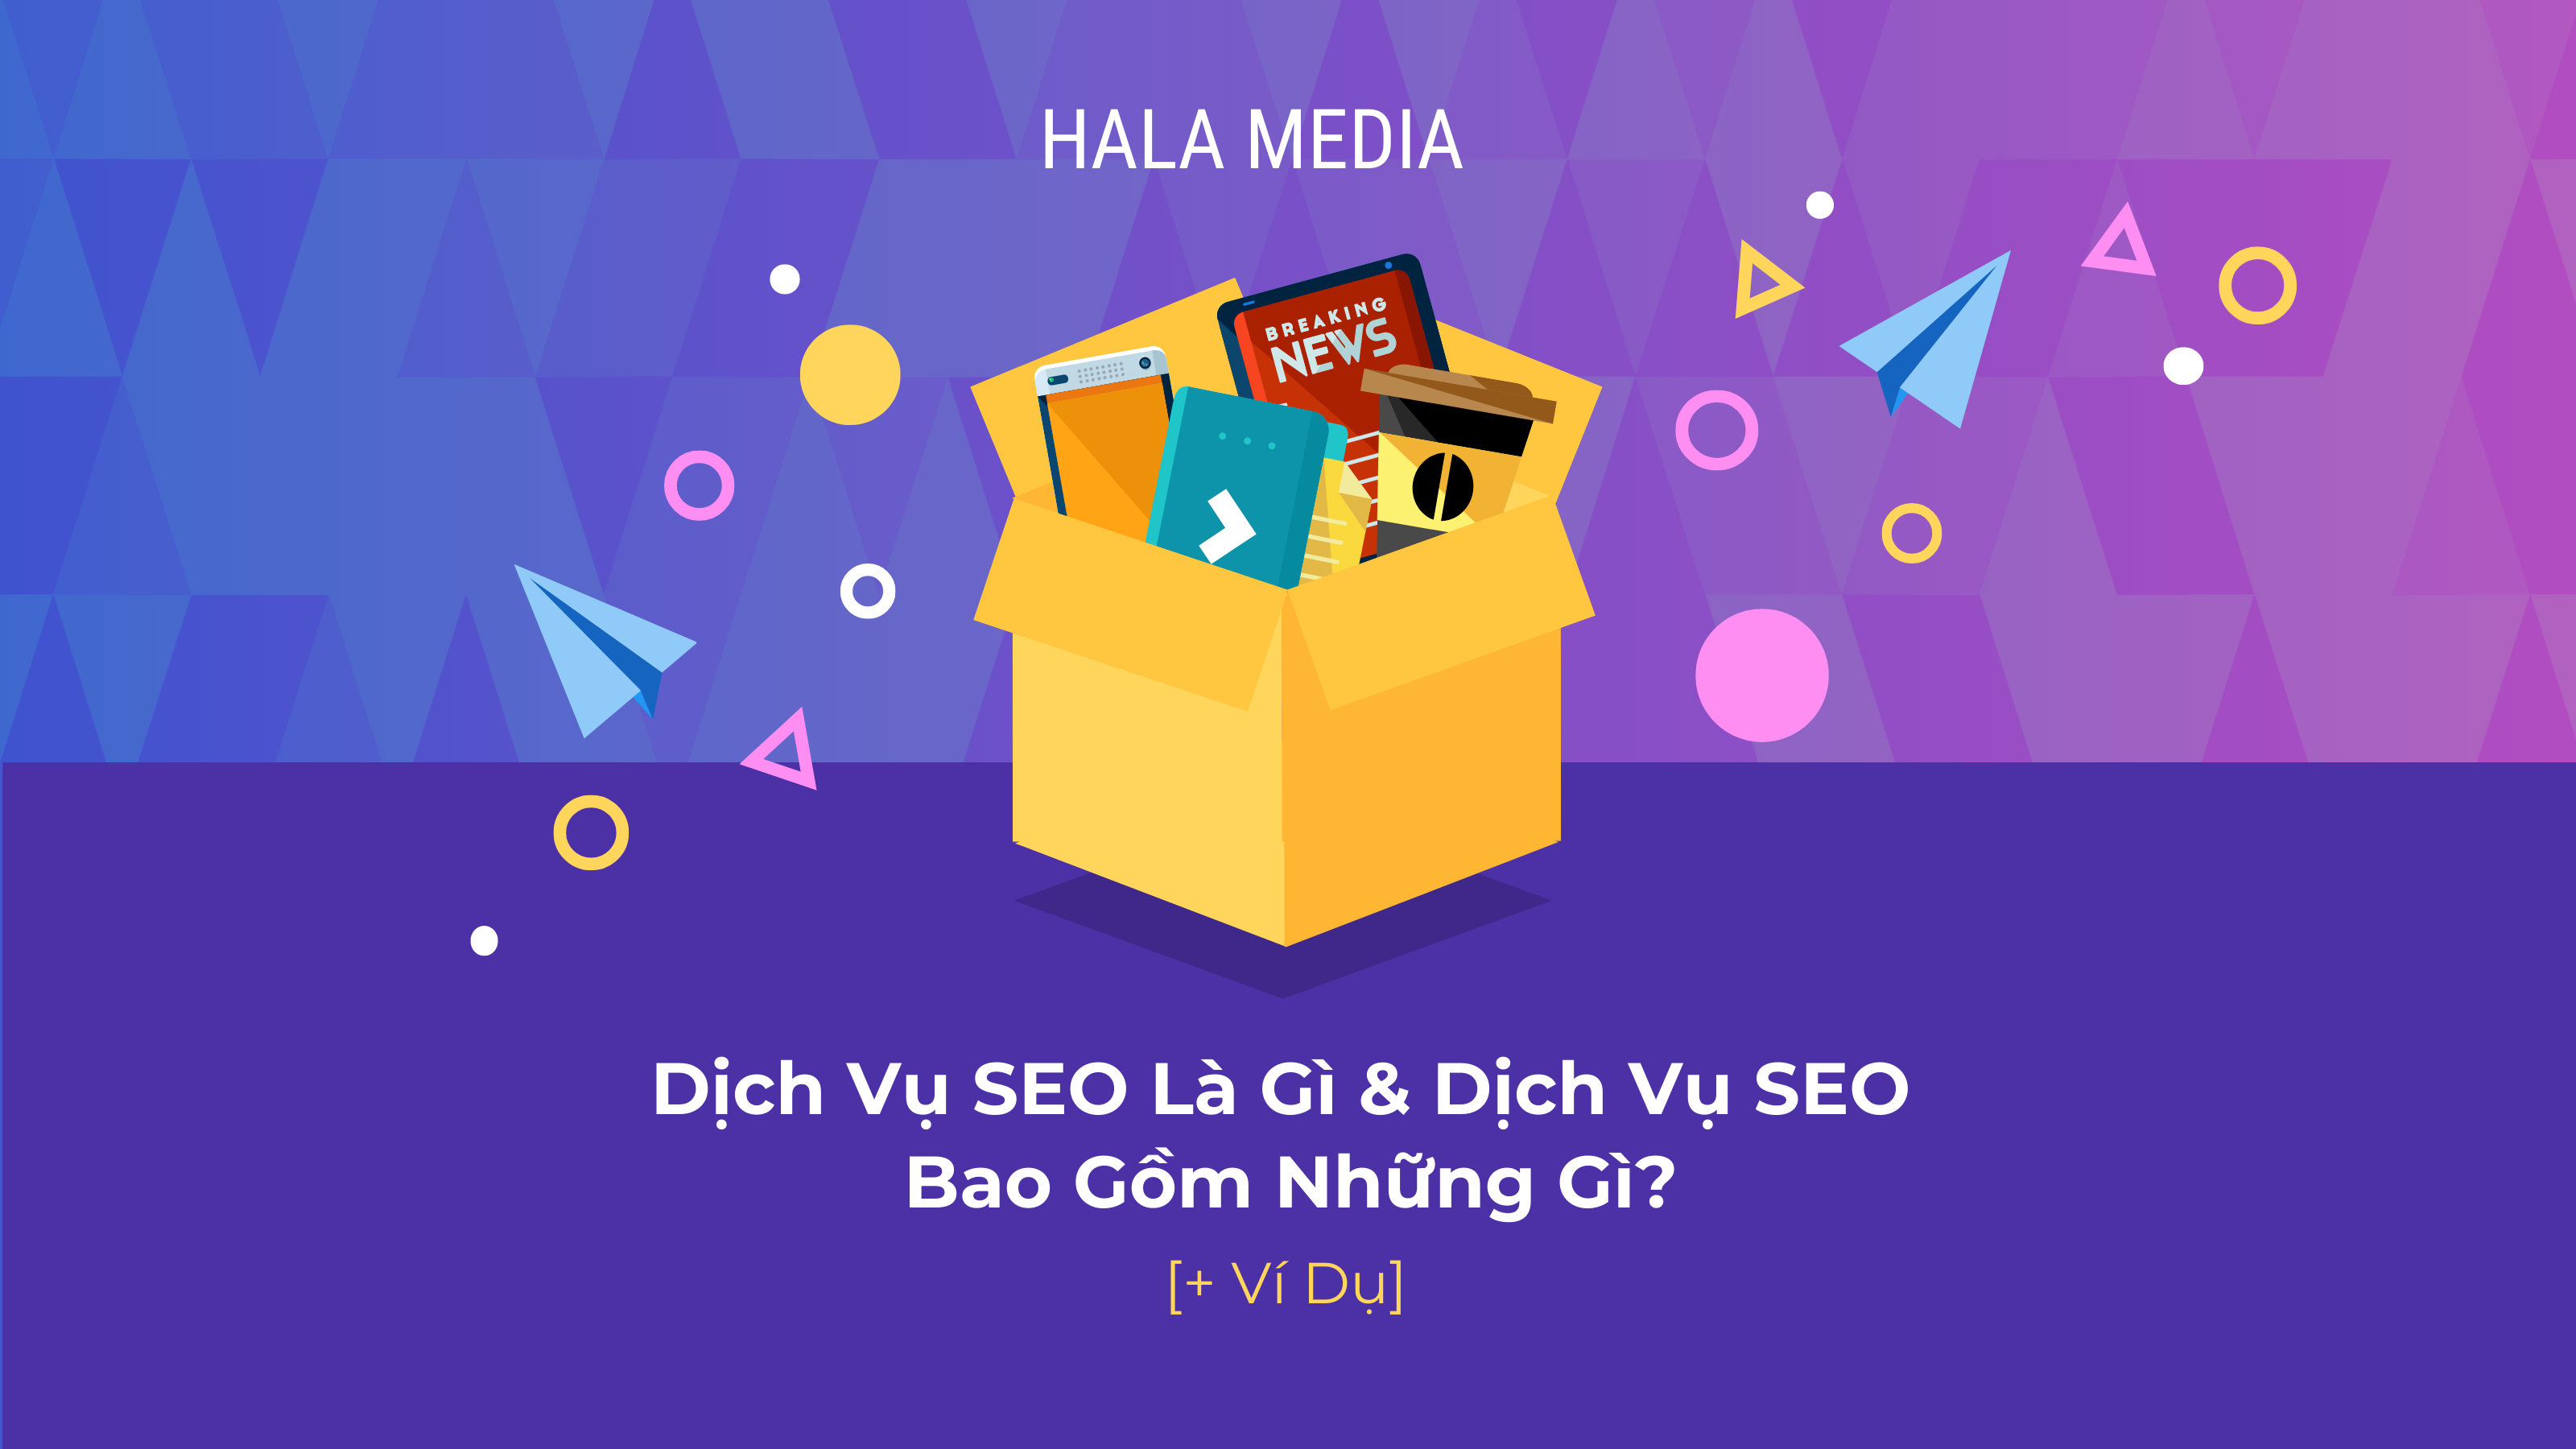 HALA MEDIA
BREAKING
NEWS
Dịch Vụ SEO Là Gì & Dịch Vụ SEO
Bao Gồm Những Gì?
[+ Ví Dụ]